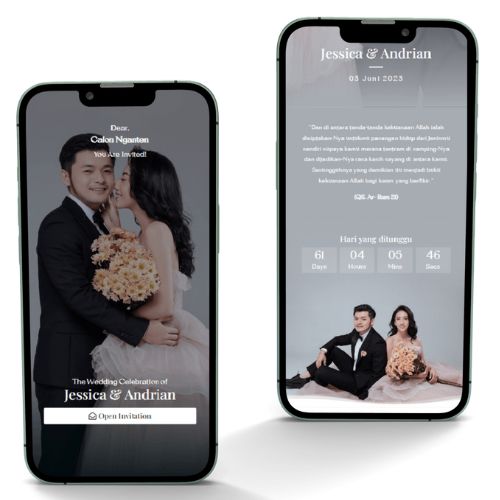 Dear,
Calon Nganten
You Are Invited!
The Wedding Celebration of
Jessica & Andrian
Open Invitation
Jessica & Andrian
03 Juni 2023
"Dan di antara tanda-tanda kekuasaan Allah ialah
diciptakan-Nya untukmu pasangan hidup dari jenismu
sendiri supaya kamu merasa tentram di samping-Nya
dan dijadikan-Nya rasa kasih sayang di antara kamu.
Sesungguhnya yang demikian itu menjadi bukti
kekuasaan Allah bagi kaum yang berfikir."
(QS. Ar-Rum 21)
Hari yang ditunggu
61 04 05 46
Days Hours Mins Secs